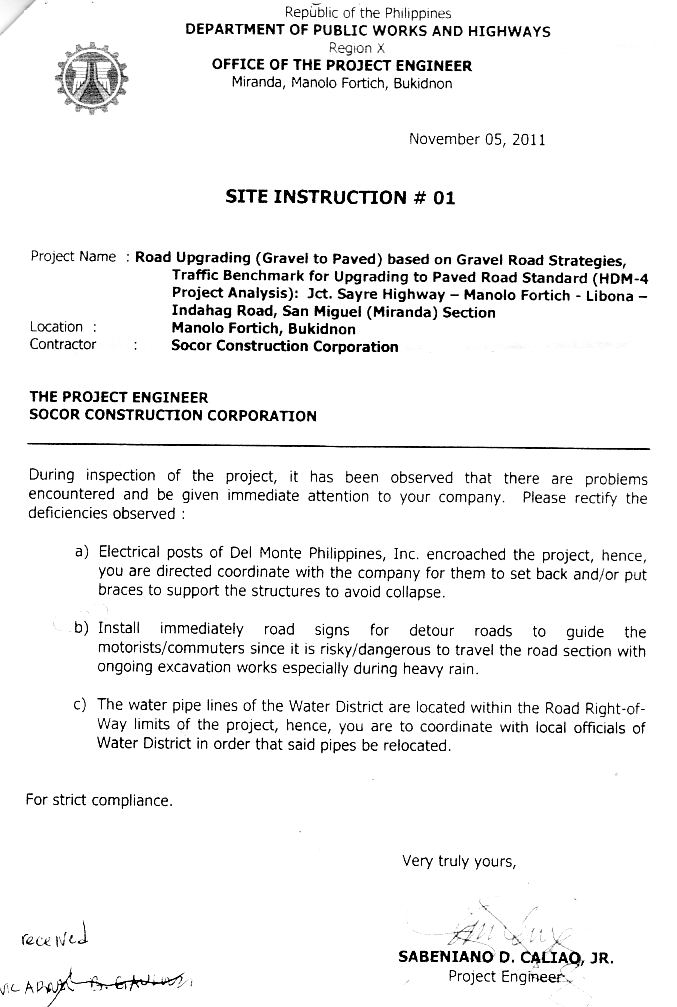 Republic of the Philippines
DEPARTMENT OF PUBLIC WORKS AND HIGHWAYS
Region X
OFFICE OF THE PROJECT ENGINEER
Miranda, Manolo Fortich, Bukidnon
November 05, 2011
SITE INSTRUCTION # 01
Project Name : Road Upgrading (Gravel to Paved) based on Gravel Road Strategies,
Traffic Benchmark for Upgrading to Paved Road Standard (HDM-4
Project Analysis): Jct. Sayre Highway – Manolo Fortich - Libona –
Indahag Road, San Miguel (Miranda) Section
Location : Manolo Fortich, Bukidnon
Contractor : Socor Construction Corporation
THE PROJECT ENGINEER
SOCOR CONSTRUCTION CORPORATION
During inspection of the project, it has been observed that there are problems
encountered and be given immediate attention to your company. Please rectify the
deficiencies observed :
a) Electrical posts of Del Monte Philippines, Inc. encroached the project, hence,
you are directed coordinate with the company for them to set back and/or put
braces to support the structures to avoid collapse.
b) Install immediately road signs for detour roads to guide the
motorists/commuters since it is risky/dangerous to travel the road section with
ongoing excavation works especially during heavy rain.
c) The water pipe lines of the Water District are located within the Road Right-of-
Way limits of the project, hence, you are to coordinate with local officials of
Water District in order that said pipes be relocated.
For strict compliance.
Very truly yours,
received
SABENIANO D. CALIAO, JR.
Project Engineer